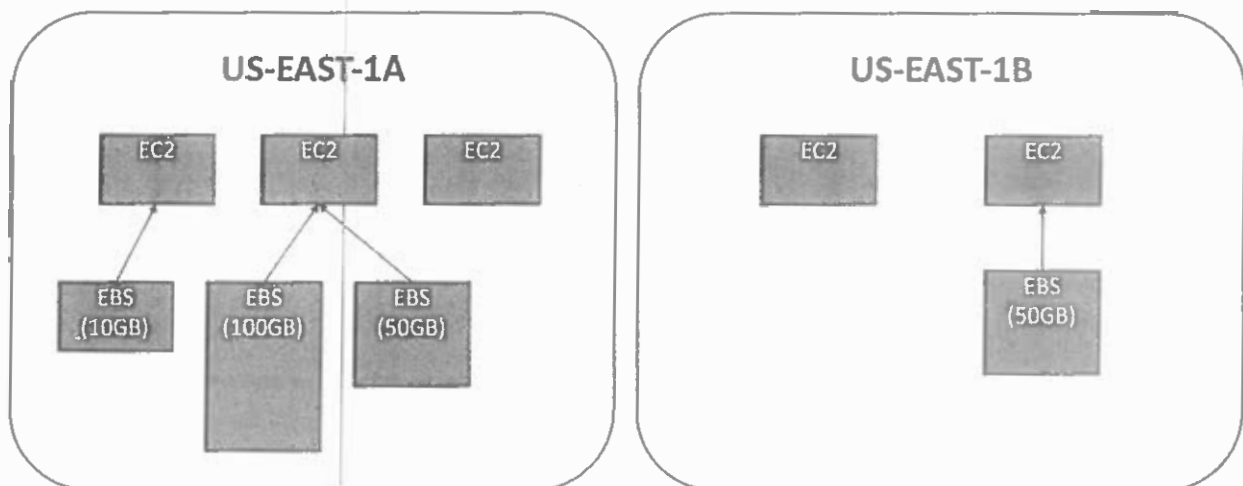 US-EAST-1A
US-EAST-1B
EC2
EC2
EC2
EC2
EC2
EBS
(10GB)
EBS
(100GB)
EBS
(50GB)
EBS
(50GB)